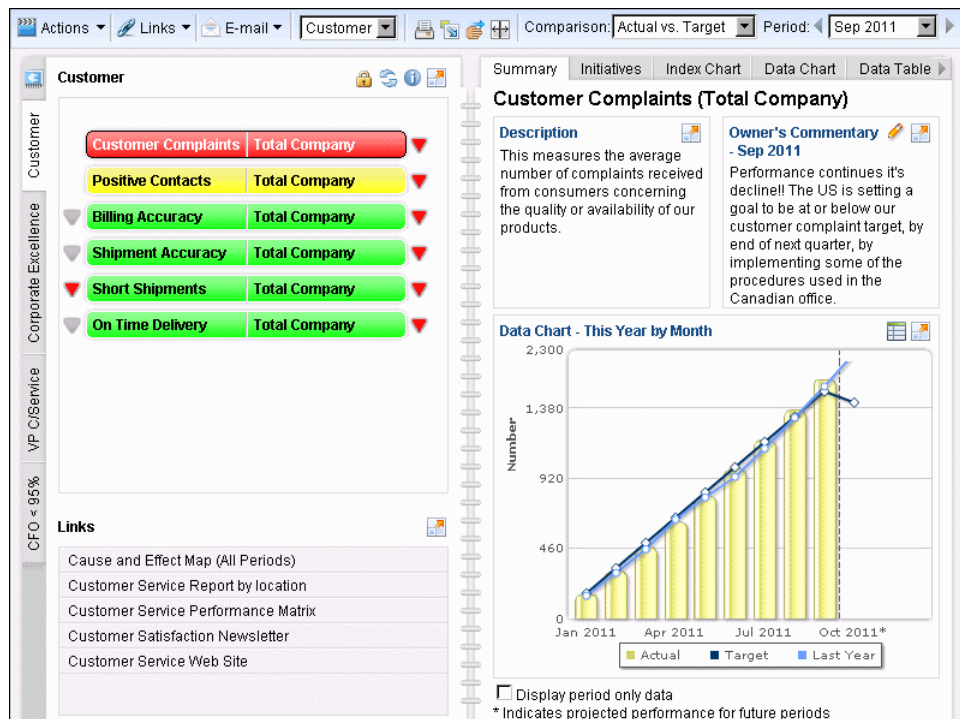 Actions Links E-mail Customer Comparison: Actual vs. Target Period: Sep 2011
Customer
Corporate Excellence
VP C/Service
CFO < 95%
Customer
Customer Complaints Total Company
Positive Contacts Total Company
Billing Accuracy Total Company
Shipment Accuracy Total Company
Short Shipments Total Company
On Time Delivery Total Company
Links
Cause and Effect Map (All Periods)
Customer Service Report by location
Customer Service Performance Matrix
Customer Satisfaction Newsletter
Customer Service Web Site
Summary Initiatives Index Chart Data Chart Data Table
Customer Complaints (Total Company)
Description
This measures the average
number of complaints received
from consumers concerning
the quality or availability of our
products.
Owner's Commentary
- Sep 2011
Performance continues it's
decline!! The US is setting a
goal to be at or below our
customer complaint target, by
end of next quarter, by
implementing some of the
procedures used in the
Canadian office.
Data Chart - This Year by Month
2,300
1,380
920
460
0
Number
Jan 2011 Apr 2011 Jul 2011 Oct 2011*
Actual Target Last Year
Display period only data
* Indicates projected performance for future periods